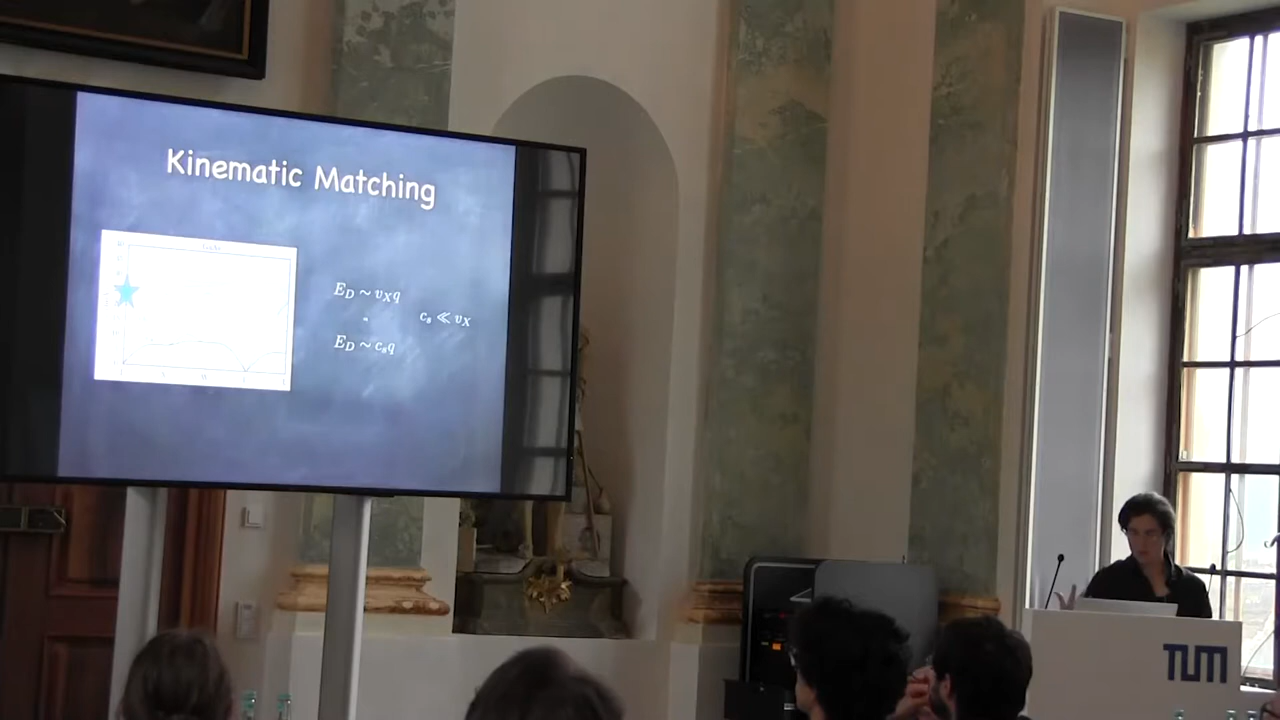 Kinematic Matching
E_D ∼ v_X q
c_s ≪ v_X
E_D ∼ c_s q
TUM